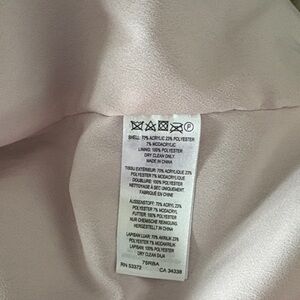 P
SHELL: 70% ACRYLIC 23% POLYESTER
7% MODACRYLIC
LINING: 100% POLYESTER
DRY CLEAN ONLY
MADE IN CHINA
TISSU EXTÉRIEUR: 70% ACRYLIQUE 23%
POLYESTER 7% MODACRYLIQUE
DOUBLURE: 100% POLYESTER
NETTOYAGE À SEC UNIQUEMENT
FABRIQUÉ EN CHINE
AUSSENSTOFF: 70% ACRYL 23%
POLYESTER 7% MODACRYL
FUTTER: 100% POLYESTER
NUR CHEMISCHE REINIGUNG
HERGESTELLT IN CHINA
LAPISAN LUAR: 70% AKRILIK 23%
POLIESTER 7% MODAKRILIK
LAPISAN: 100% POLIESTER
DRY CLEAN SAJA
RN 53372 CA 34338